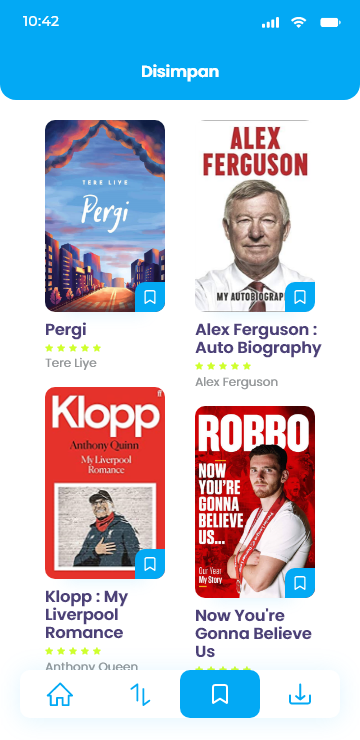 10:42
Disimpan
TERE LIYE
Pergi
Pergi
Tere Liye
ALEX
FERGUSON
MY AUTOBIOGRAP
Alex Ferguson :
Auto Biography
Alex Ferguson
Klopp
Anthony Quinn
My Liverpool
Romance
Klopp : My
Liverpool
Romance
Anthony Queen
ROBBO
NOW
YOU'RE
GONNA
BELIEVE
US...
Our Year
My Story
Now You're
Gonna Believe
Us